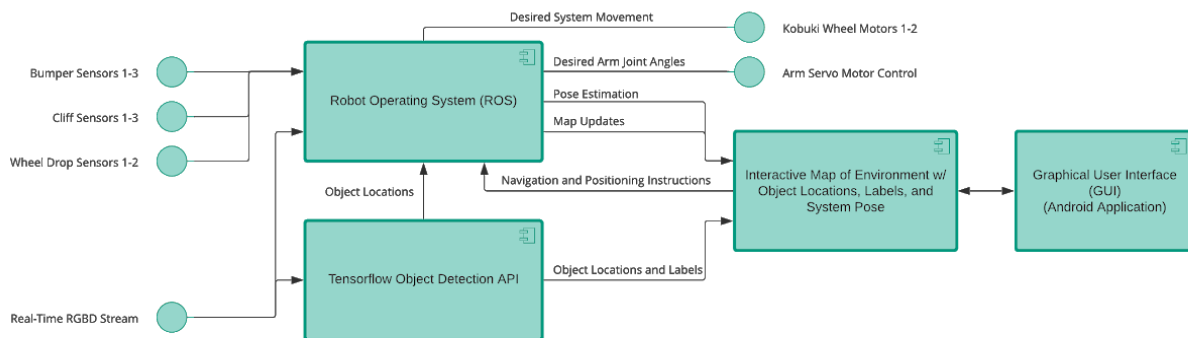 Desired System Movement
Kobuki Wheel Motors 1-2
Bumper Sensors 1-3
Desired Arm Joint Angles
Arm Servo Motor Control
Robot Operating System (ROS)
Pose Estimation
Cliff Sensors 1-3
Map Updates
Wheel Drop Sensors 1-2
Object Locations
Navigation and Positioning Instructions
Interactive Map of Environment w/
Object Locations, Labels, and
System Pose
Graphical User Interface
(GUI)
(Android Application)
Tensorflow Object Detection API
Object Locations and Labels
Real-Time RGBD Stream